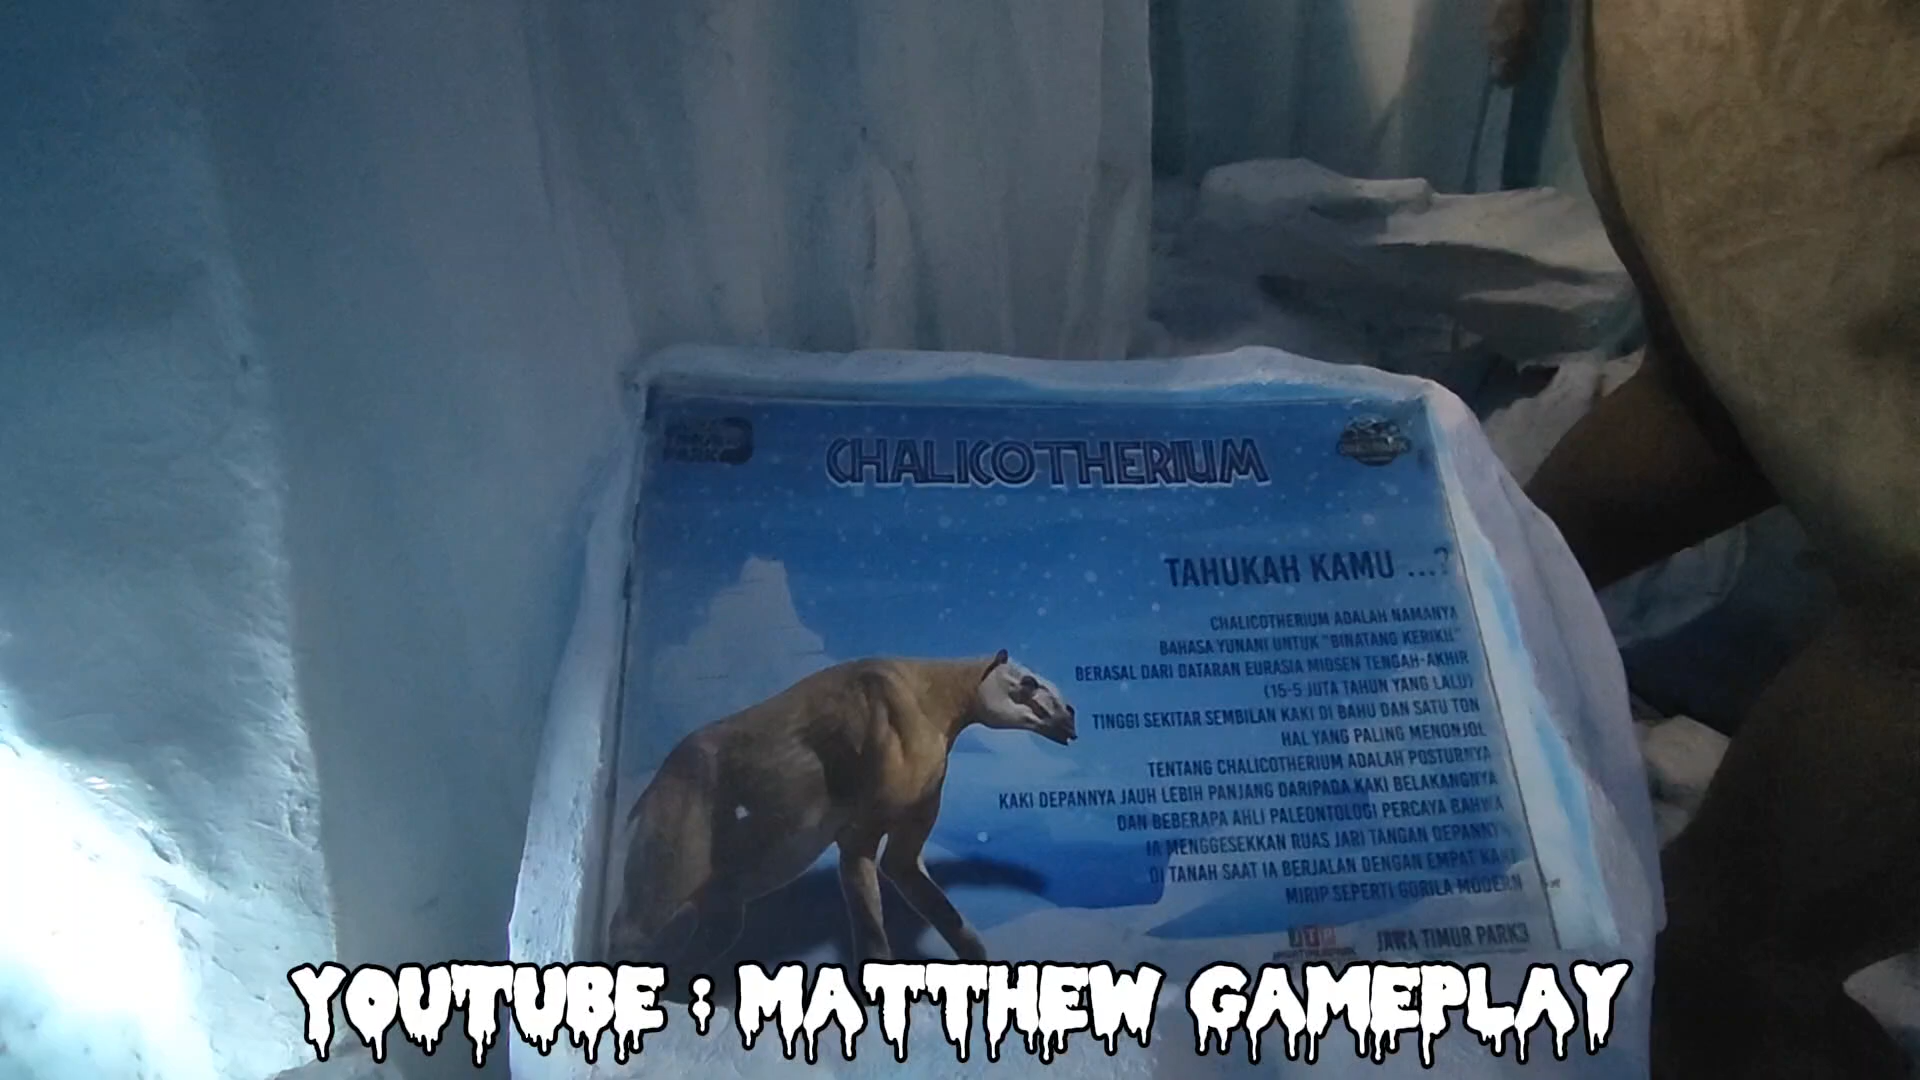 CHALICOTHERIUM
TAHUKAH KAMU ...?
CHALICOTHERIUM ADALAH NAMANYA
BAHASA YUNANI UNTUK "BINATANG KERIKIL"
BERASAL DARI DATARAN EURASIA MIOSEN TENGAH-AKHIR
(15-5 JUTA TAHUN YANG LALU)
TINGGI SEKITAR SEMBILAN KAKI DI BAHU DAN SATU TON
HAL YANG PALING MENONJOL
TENTANG CHALICOTHERIUM ADALAH POSTURNYA
KAKI DEPANNYA JAUH LEBIH PANJANG DARIPADA KAKI BELAKANGNYA
DAN BEBERAPA AHLI PALEONTOLOGI PERCAYA BAHWA
IA MENGGESEKKAN RUAS JARI TANGAN DEPANNYA
DI TANAH SAAT IA BERJALAN DENGAN EMPAT KAKI
MIRIP SEPERTI GORILA MODERN
JTP
JAWA TIMUR PARK3
YOUTUBE : MATTHEW GAMEPLAY